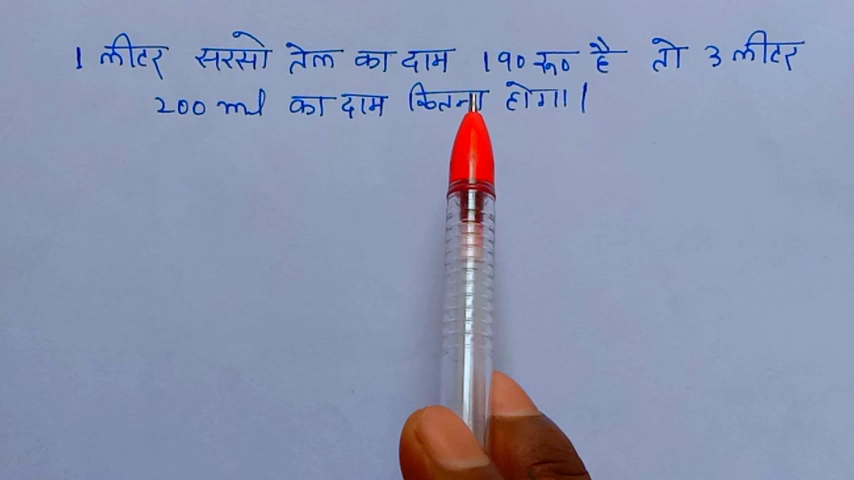 1 लीटर सरसो तेल का दाम 190 रू० है तो 3 लीटर
200 ml का दाम कितना होगा।